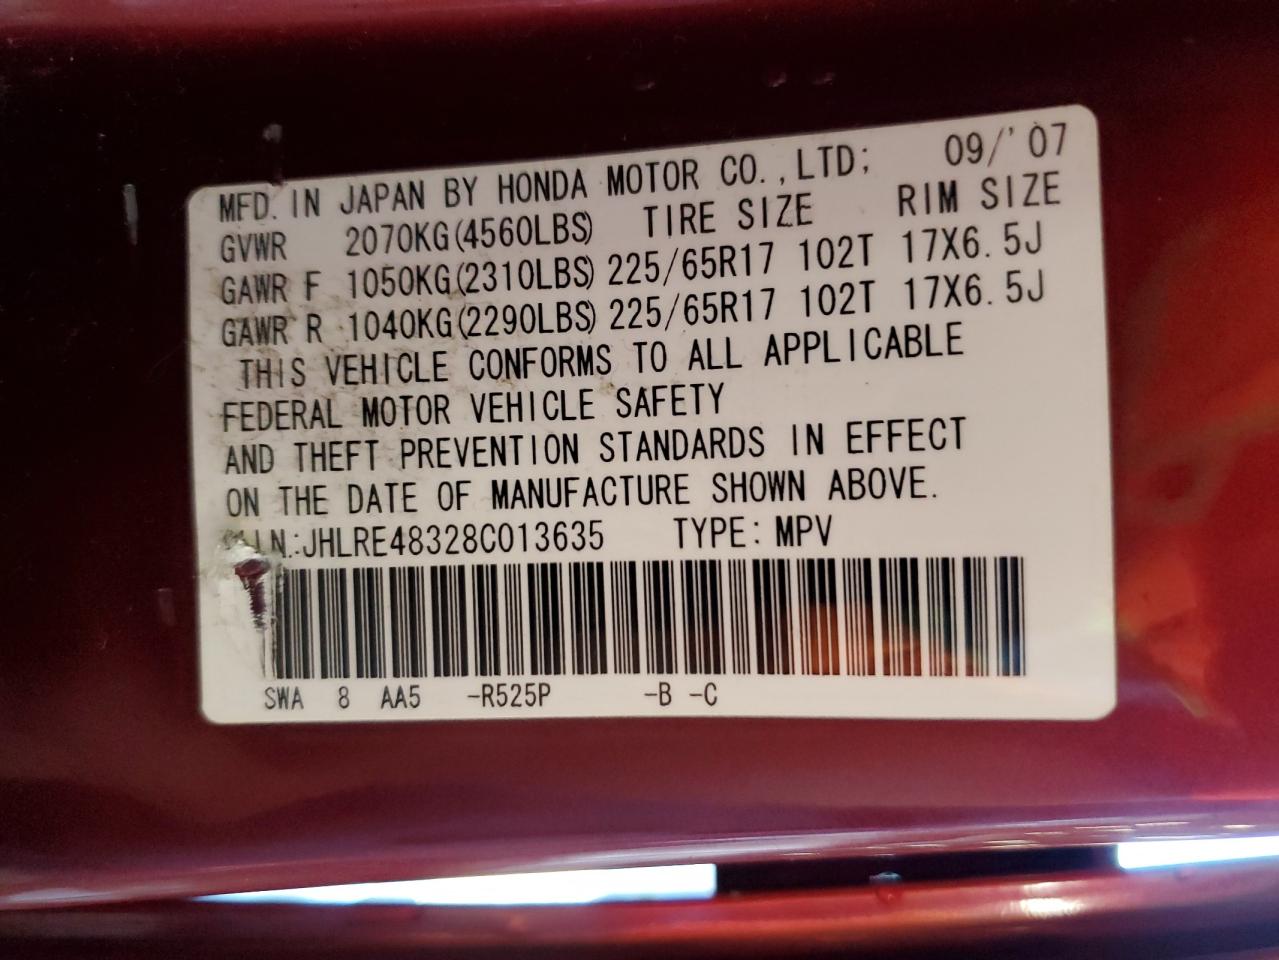 MFD. IN JAPAN BY HONDA MOTOR CO.,LTD; 09/'07
GVWR 2070KG(4560LBS) TIRE SIZE RIM SIZE
GAWR F 1050KG(2310LBS) 225/65R17 102T 17X6.5J
GAWR R 1040KG(2290LBS) 225/65R17 102T 17X6.5J
THIS VEHICLE CONFORMS TO ALL APPLICABLE
FEDERAL MOTOR VEHICLE SAFETY
AND THEFT PREVENTION STANDARDS IN EFFECT
ON THE DATE OF MANUFACTURE SHOWN ABOVE.
V.I.N.:JHLRE48328C013635 TYPE: MPV
SWA 8 AA5 -R525P -B -C